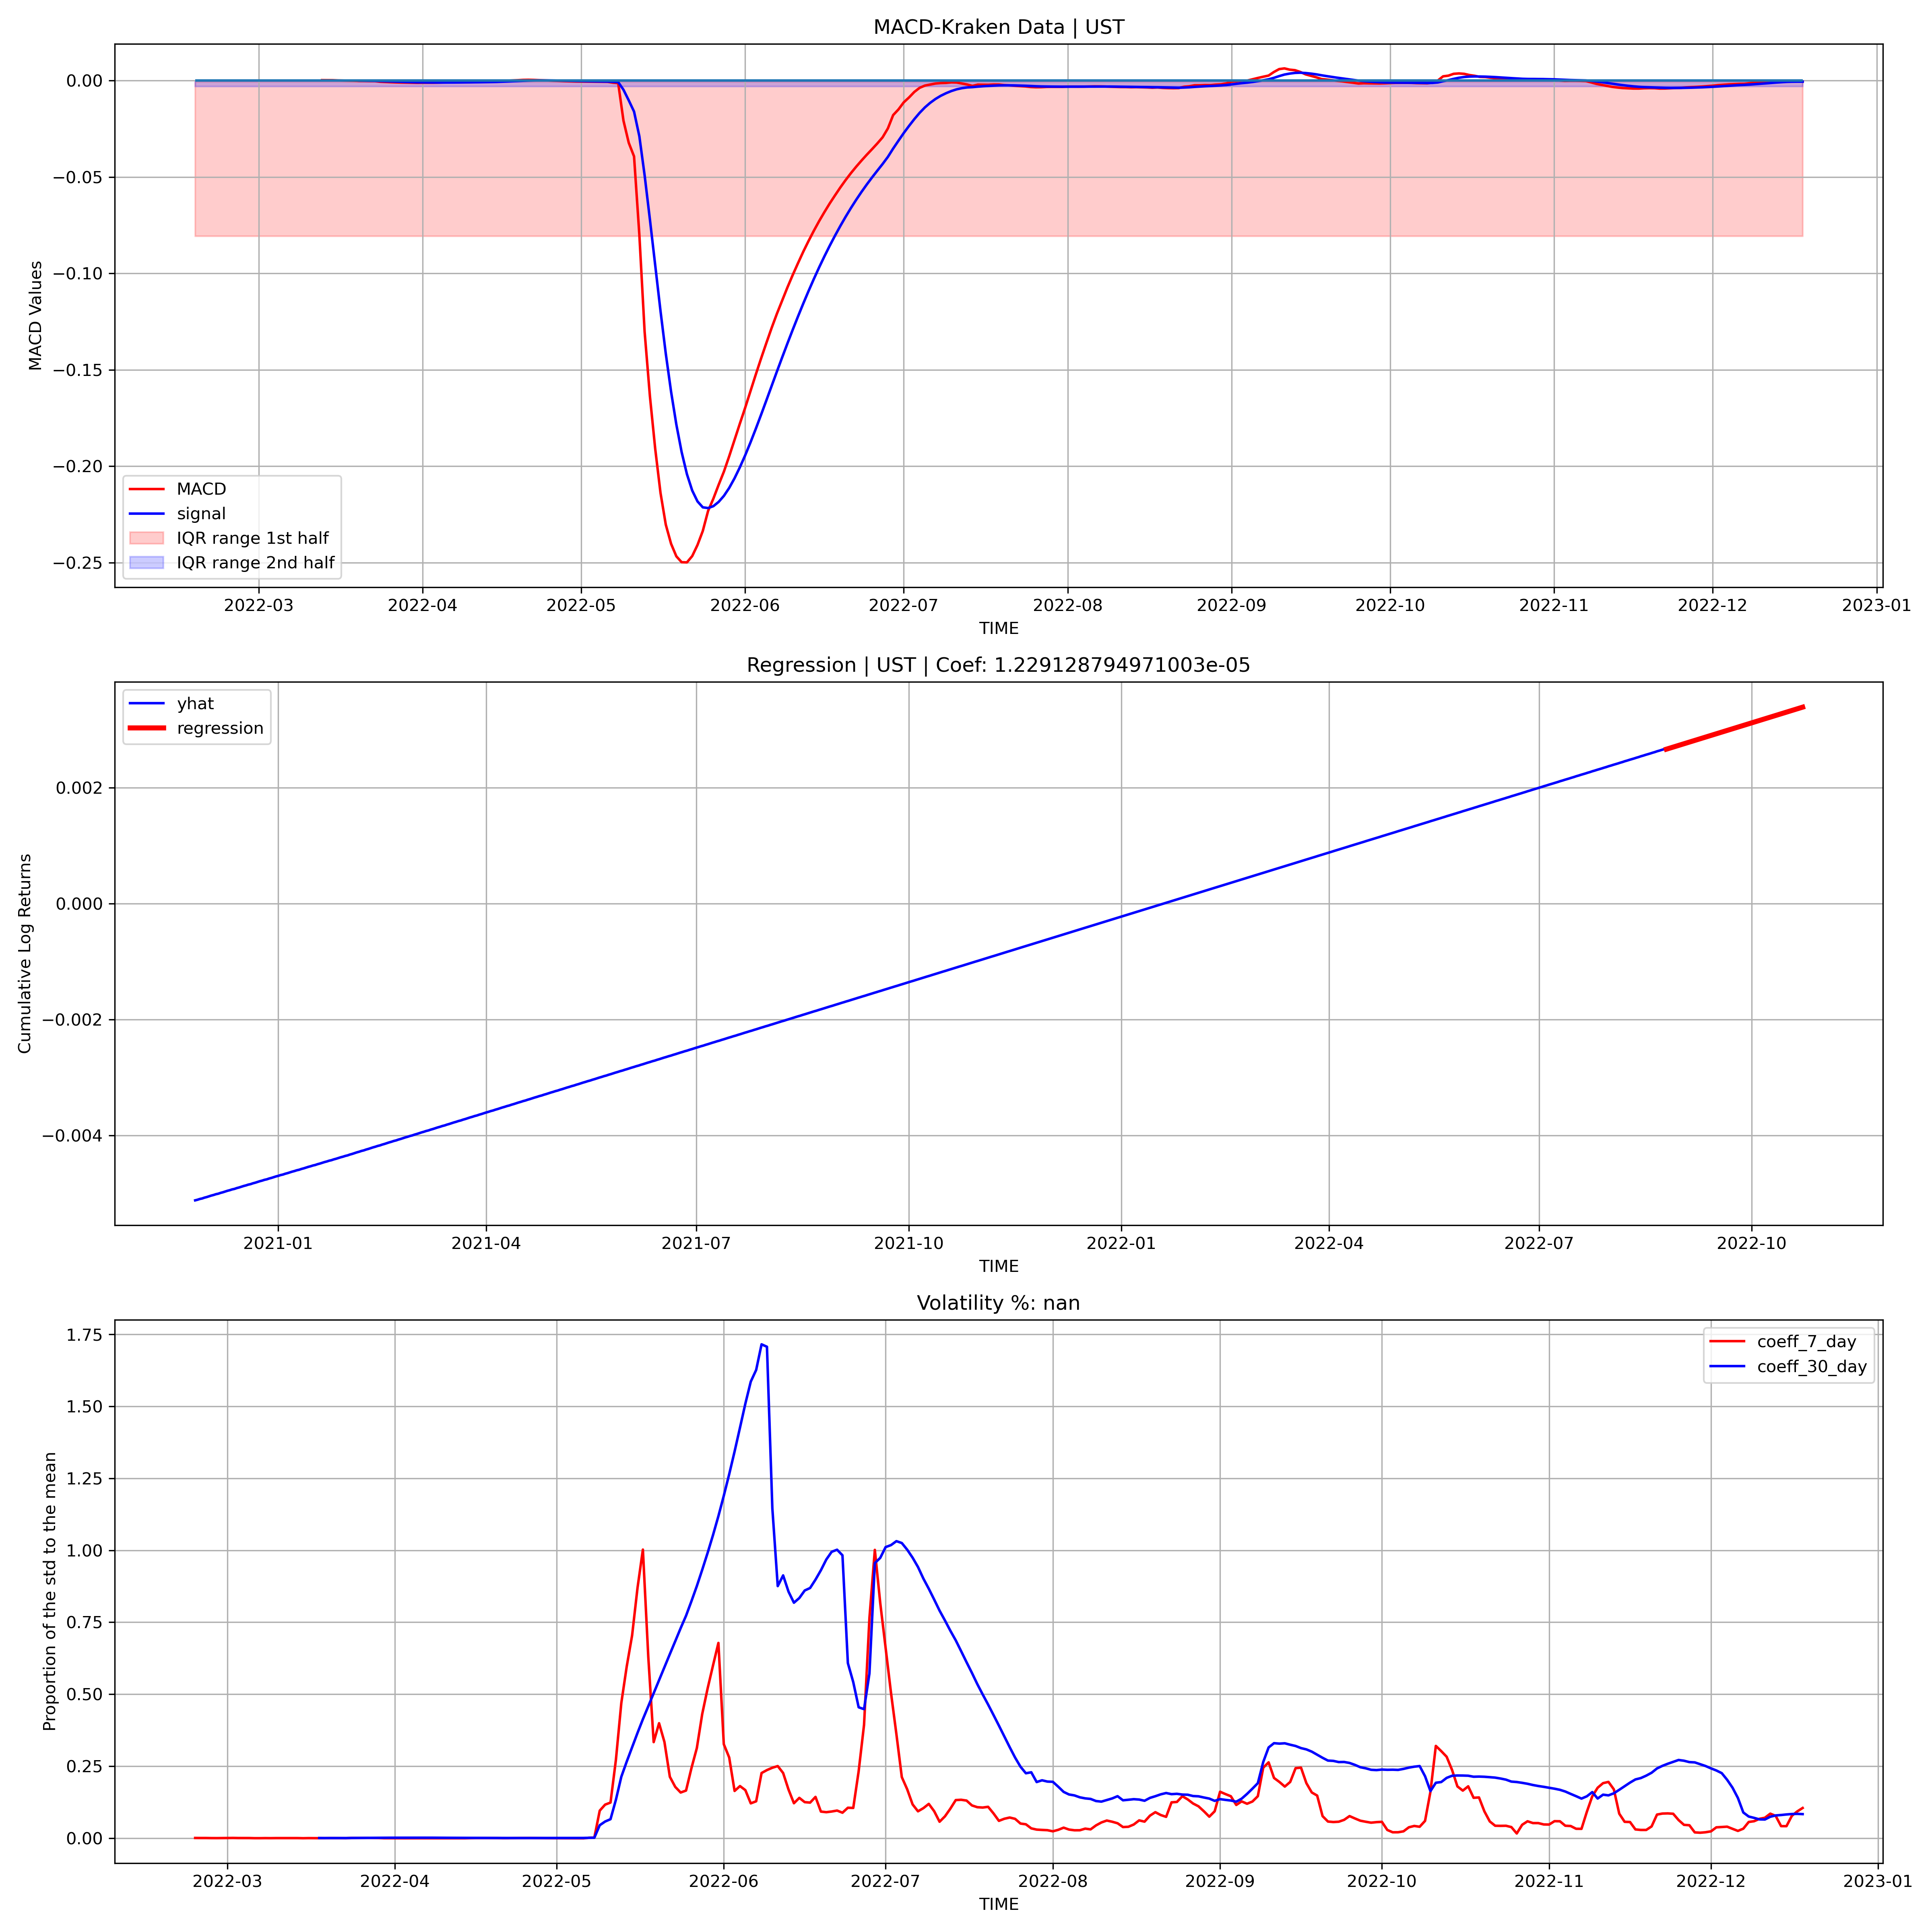 MACD-Kraken Data | UST
0.00
−0.05
−0.10
−0.15
−0.20
−0.25
MACD Values
MACD
signal
IQR range 1st half
IQR range 2nd half
2022-03 2022-04 2022-05 2022-06 2022-07 2022-08 2022-09 2022-10 2022-11 2022-12 2023-01
TIME
Regression | UST | Coef: 1.229128794971003e-05
yhat
regression
0.002
0.000
−0.002
−0.004
Cumulative Log Returns
2021-01 2021-04 2021-07 2021-10 2022-01 2022-04 2022-07 2022-10
TIME
Volatility %: nan
1.75
1.50
1.25
1.00
0.75
0.50
0.25
0.00
Proportion of the std to the mean
coeff_7_day
coeff_30_day
2022-03 2022-04 2022-05 2022-06 2022-07 2022-08 2022-09 2022-10 2022-11 2022-12 2023-01
TIME